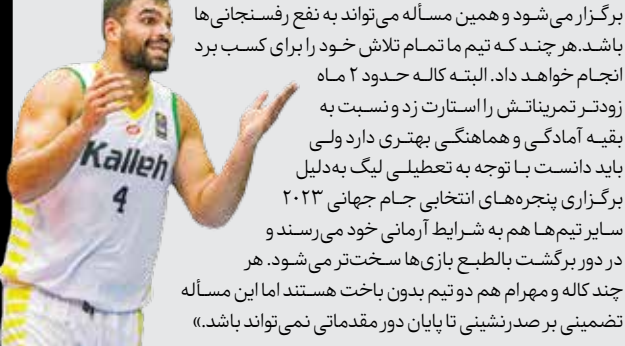 برگزار می‌شود و همین مسأله می‌تواند به نفع رفسنجانی‌ها
باشد.هر چند که تیم ما تمام تلاش خود را برای کسب برد
انجام خواهد داد. البته کاله حدود ۲ ماه
زودتر تمریناتش را استارت زد و نسبت به
بقیه آمادگی و هماهنگی بهتری دارد ولی
باید دانست با توجه به تعطیلی لیگ به‌دلیل
برگزاری پنجره‌های انتخابی جام جهانی ۲۰۲۳
سایر تیم‌ها هم به شرایط آرمانی خود می‌رسند و
در دور برگشت بالطبع بازی‌ها سخت‌تر می‌شود. هر
چند کاله و مهرام هم دو تیم بدون باخت هستند اما این مسأله
تضمینی بر صدرنشینی تا پایان دور مقدماتی نمی‌تواند باشد.»
Kalleh
4